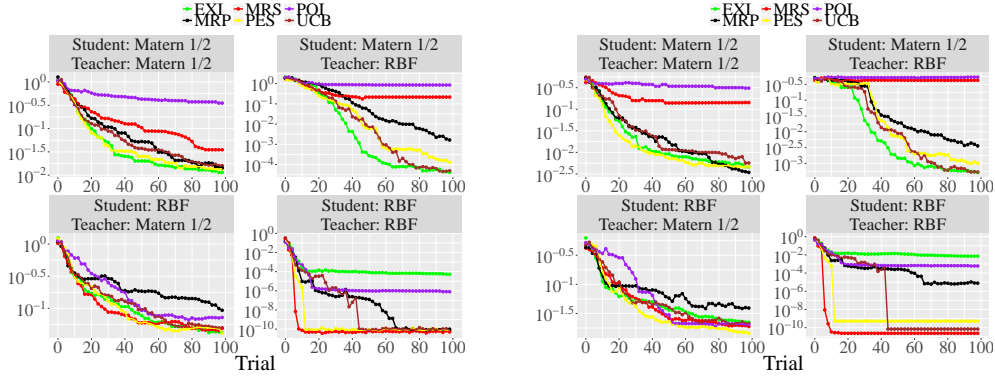 EXL MRS POI
MRP PES UCB
Student: Matern 1/2
Teacher: Matern 1/2
Student: Matern 1/2
Teacher: RBF
10^0
10^-0.5
10^-1
10^-1.5
10^-2
0 20 40 60 80 100
10^0
10^-1
10^-2
10^-3
10^-4
0 20 40 60 80 100
Student: RBF
Teacher: Matern 1/2
Student: RBF
Teacher: RBF
10^0
10^-0.5
10^-1
0 20 40 60 80 100
10^0
10^-2
10^-4
10^-6
10^-8
10^-10
0 20 40 60 80 100
Trial
EXL MRS POI
MRP PES UCB
Student: Matern 1/2
Teacher: Matern 1/2
Student: Matern 1/2
Teacher: RBF
10^-0.5
10^-1
10^-1.5
10^-2
10^-2.5
0 20 40 60 80 100
10^-0.5
10^-1
10^-1.5
10^-2
10^-2.5
10^-3
0 20 40 60 80 100
Student: RBF
Teacher: Matern 1/2
Student: RBF
Teacher: RBF
10^-0.5
10^-1
10^-1.5
0 20 40 60 80 100
10^0
10^-2
10^-4
10^-6
10^-8
10^-10
0 20 40 60 80 100
Trial